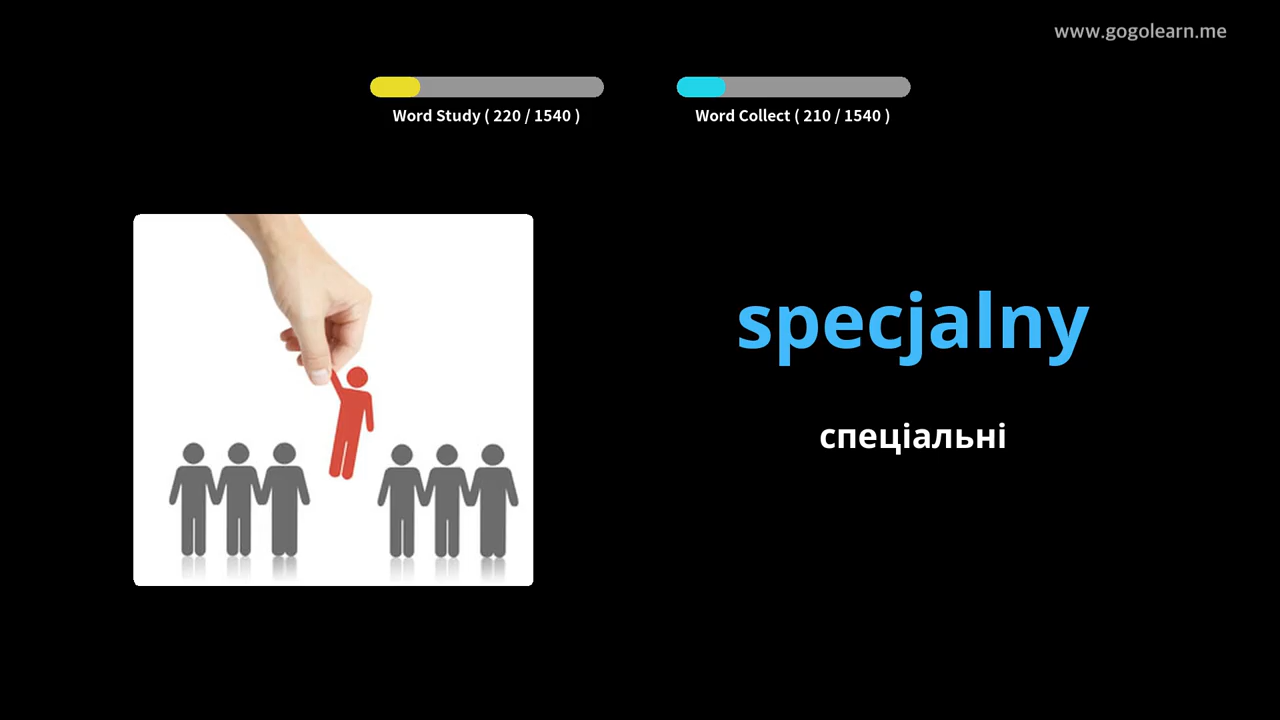 www.gogolearn.me
Word Study ( 220 / 1540 )
Word Collect ( 210 / 1540 )
specjalny
спеціальні